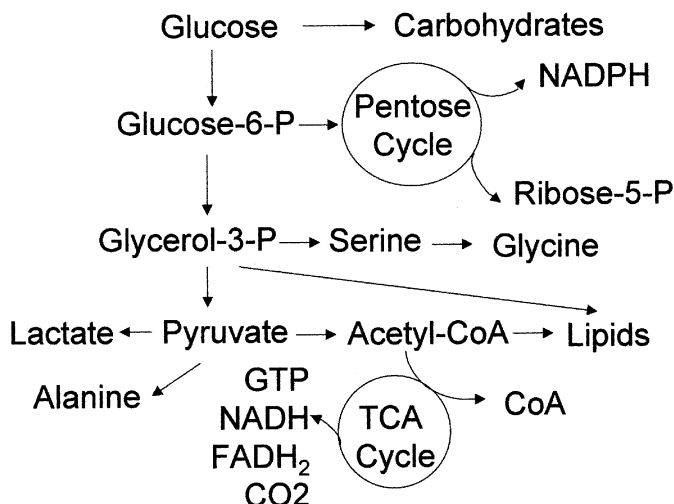 Glucose Carbohydrates
NADPH
Pentose
Glucose-6-P
Cycle
Ribose-5-P
Glycerol-3-P Serine Glycine
Lactate Pyruvate Acetyl-CoA Lipids
GTP
Alanine CoA
NADH TCA
FADH₂ Cycle
CO2